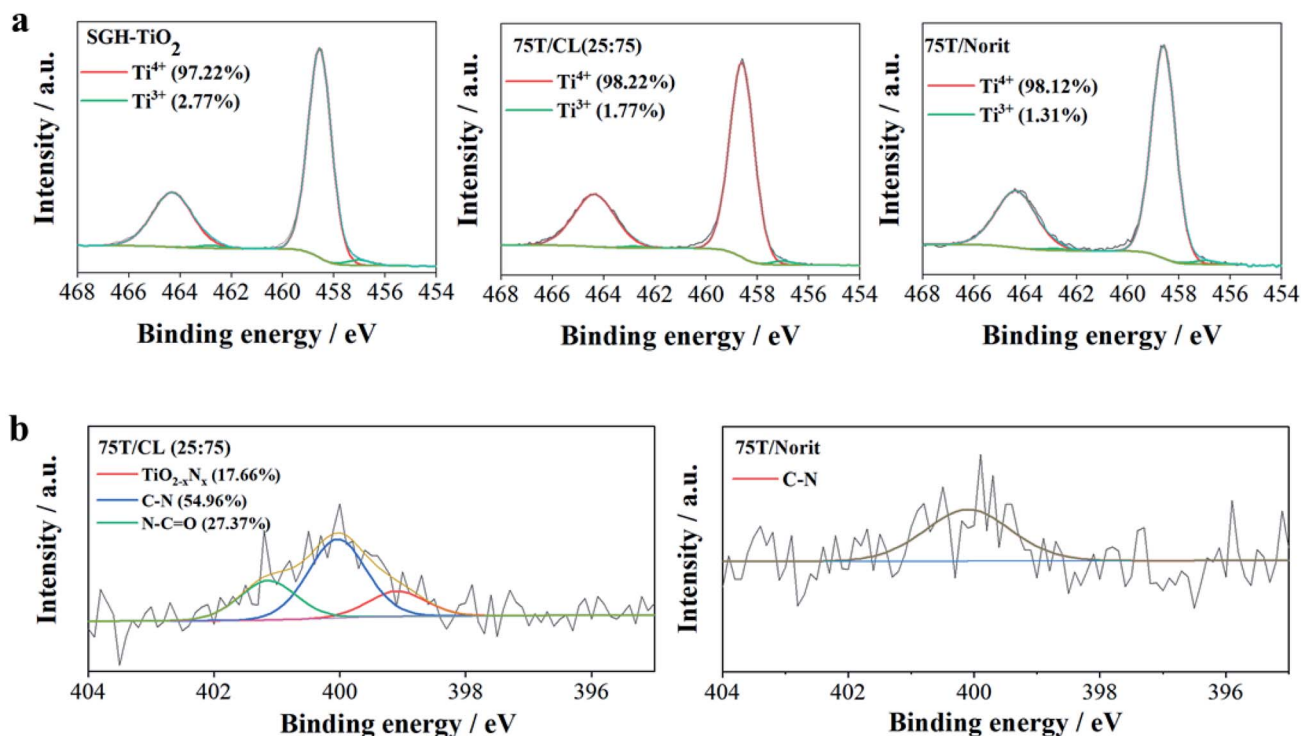 a
SGH-TiO₂
Ti⁴⁺ (97.22%)
Ti³⁺ (2.77%)
Intensity / a.u.
468 466 464 462 460 458 456 454
Binding energy / eV
75T/CL(25:75)
Ti⁴⁺ (98.22%)
Ti³⁺ (1.77%)
Intensity / a.u.
468 466 464 462 460 458 456 454
Binding energy / eV
75T/Norit
Ti⁴⁺ (98.12%)
Ti³⁺ (1.31%)
Intensity / a.u.
468 466 464 462 460 458 456 454
Binding energy / eV
b
75T/CL (25:75)
TiO₂₋ₓNₓ (17.66%)
C-N (54.96%)
N-C=O (27.37%)
Intensity / a.u.
404 402 400 398 396
Binding energy / eV
75T/Norit
C-N
Intensity / a.u.
404 402 400 398 396
Binding energy / eV